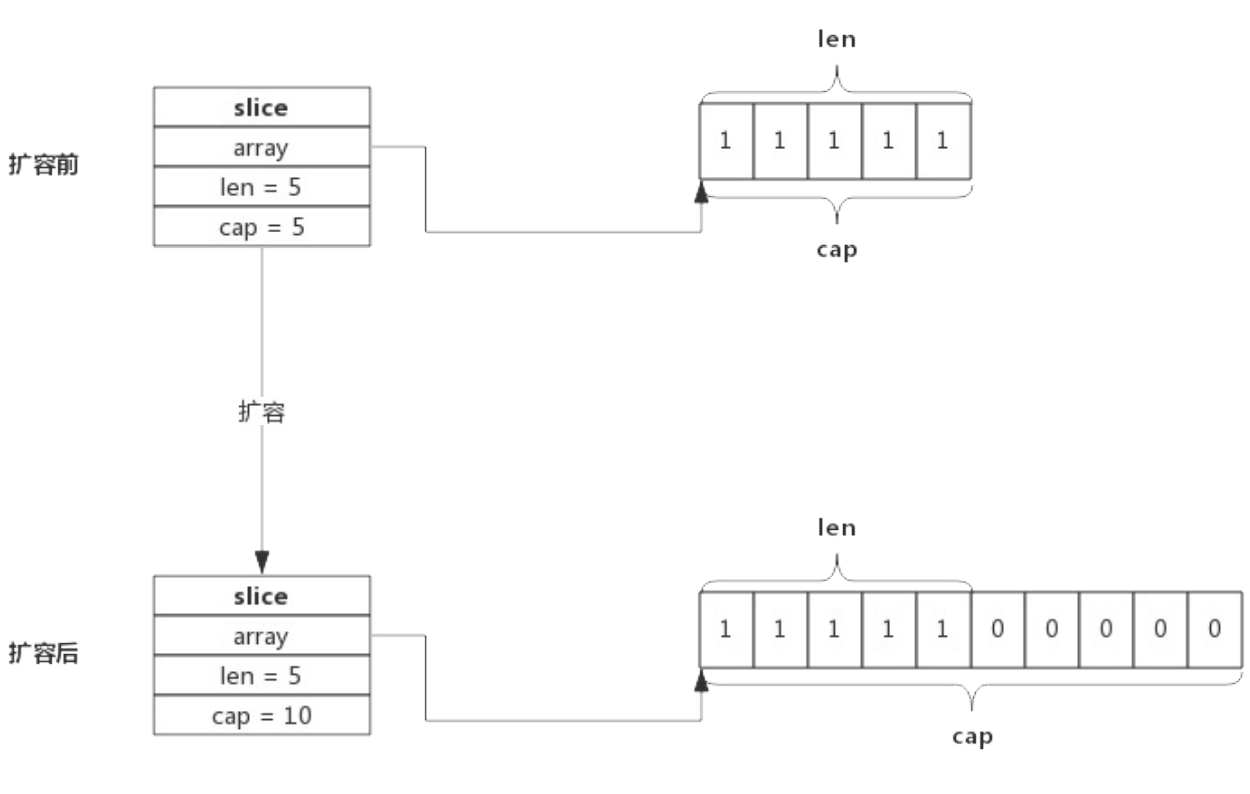 len
slice
array
len = 5
cap = 5
扩容前
1 1 1 1 1
cap
扩容
len
slice
array
len = 5
cap = 10
扩容后
1 1 1 1 1 0 0 0 0 0
cap